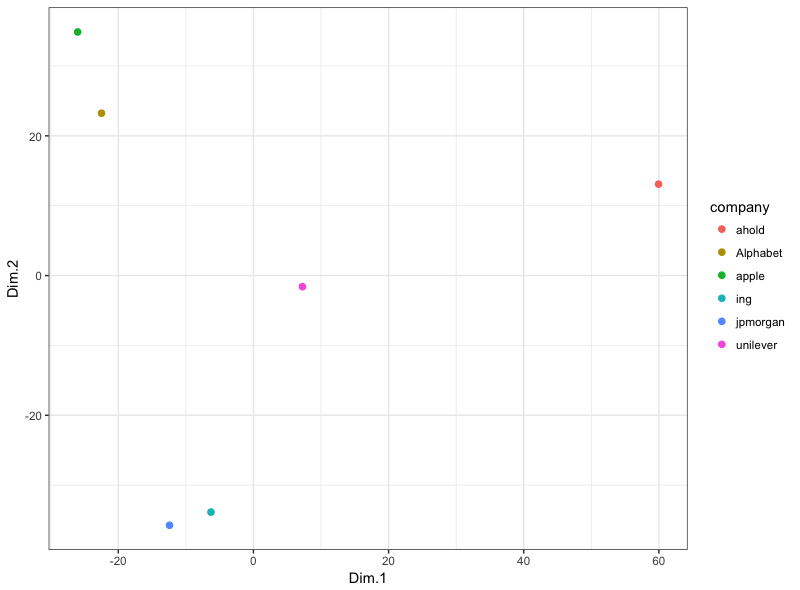 20
0
-20
-20
0
20
40
60
Dim.1
Dim.2
company
ahold
Alphabet
apple
ing
jpmorgan
unilever